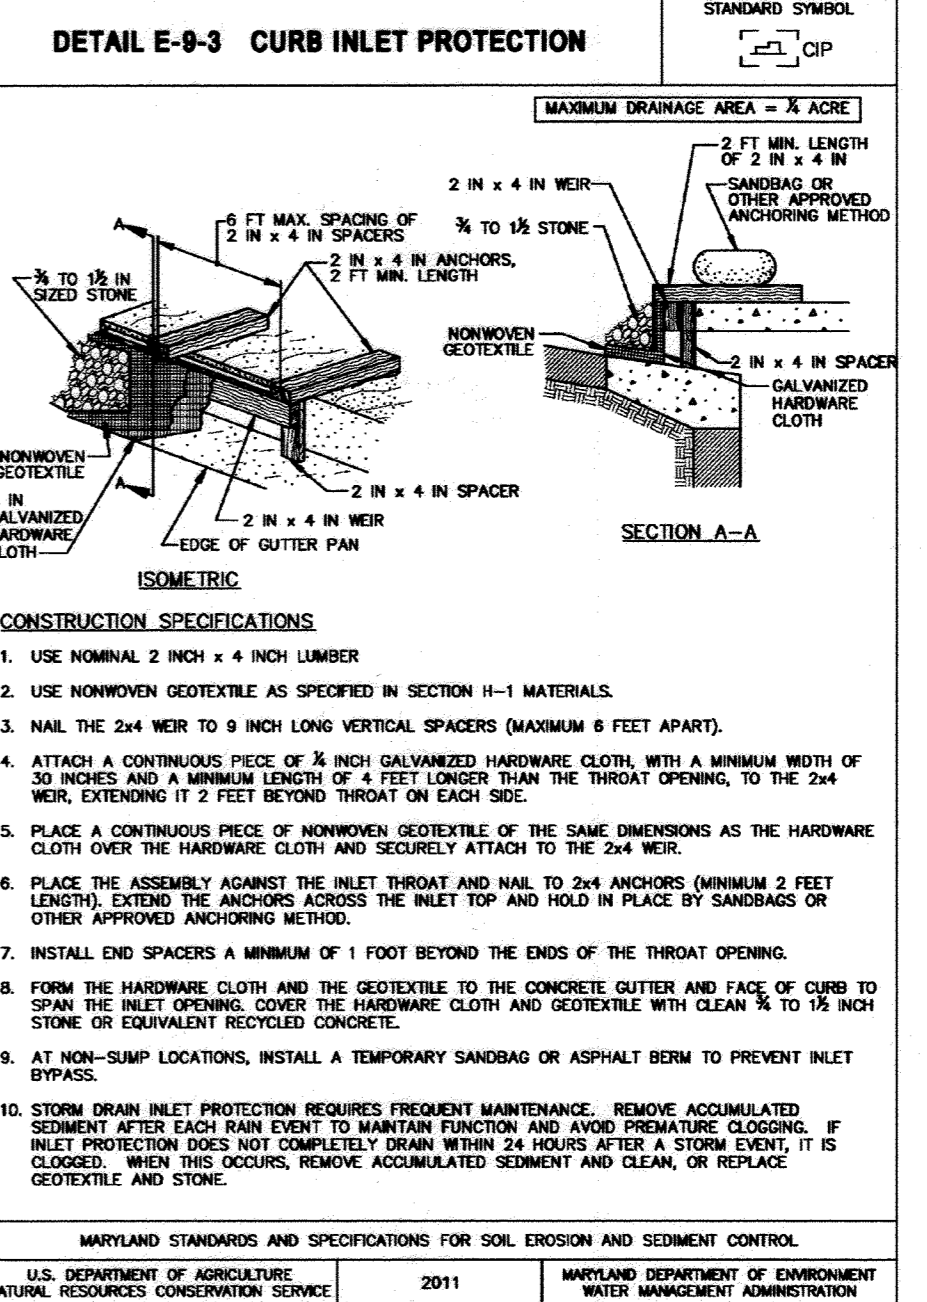 DETAIL E-9-3 CURB INLET PROTECTION
STANDARD SYMBOL
CIP
MAXIMUM DRAINAGE AREA = ¼ ACRE
2 FT MIN. LENGTH
OF 2 IN x 4 IN
2 IN x 4 IN WEIR
SANDBAG OR
OTHER APPROVED
ANCHORING METHOD
¾ TO 1½ STONE
NONWOVEN
GEOTEXTILE
2 IN x 4 IN SPACER
GALVANIZED
HARDWARE
CLOTH
SECTION A-A
A
6 FT MAX. SPACING OF
2 IN x 4 IN SPACERS
2 IN x 4 IN ANCHORS,
2 FT MIN. LENGTH
¾ TO 1½ IN
SIZED STONE
NONWOVEN
GEOTEXTILE
A
IN
ALVANIZED
ARDWARE
LOTH
2 IN x 4 IN SPACER
2 IN x 4 IN WEIR
EDGE OF GUTTER PAN
ISOMETRIC
CONSTRUCTION SPECIFICATIONS
1. USE NOMINAL 2 INCH x 4 INCH LUMBER
2. USE NONWOVEN GEOTEXTILE AS SPECIFIED IN SECTION H-1 MATERIALS.
3. NAIL THE 2x4 WEIR TO 9 INCH LONG VERTICAL SPACERS (MAXIMUM 6 FEET APART).
4. ATTACH A CONTINUOUS PIECE OF ¼ INCH GALVANIZED HARDWARE CLOTH, WITH A MINIMUM WIDTH OF
30 INCHES AND A MINIMUM LENGTH OF 4 FEET LONGER THAN THE THROAT OPENING, TO THE 2x4
WEIR, EXTENDING IT 2 FEET BEYOND THROAT ON EACH SIDE.
5. PLACE A CONTINUOUS PIECE OF NONWOVEN GEOTEXTILE OF THE SAME DIMENSIONS AS THE HARDWARE
CLOTH OVER THE HARDWARE CLOTH AND SECURELY ATTACH TO THE 2x4 WEIR.
6. PLACE THE ASSEMBLY AGAINST THE INLET THROAT AND NAIL TO 2x4 ANCHORS (MINIMUM 2 FEET
LENGTH). EXTEND THE ANCHORS ACROSS THE INLET TOP AND HOLD IN PLACE BY SANDBAGS OR
OTHER APPROVED ANCHORING METHOD.
7. INSTALL END SPACERS A MINIMUM OF 1 FOOT BEYOND THE ENDS OF THE THROAT OPENING.
8. FORM THE HARDWARE CLOTH AND THE GEOTEXTILE TO THE CONCRETE GUTTER AND FACE OF CURB TO
SPAN THE INLET OPENING. COVER THE HARDWARE CLOTH AND GEOTEXTILE WITH CLEAN ¾ TO 1½ INCH
STONE OR EQUIVALENT RECYCLED CONCRETE.
9. AT NON-SUMP LOCATIONS, INSTALL A TEMPORARY SANDBAG OR ASPHALT BERM TO PREVENT INLET
BYPASS.
10. STORM DRAIN INLET PROTECTION REQUIRES FREQUENT MAINTENANCE. REMOVE ACCUMULATED
SEDIMENT AFTER EACH RAIN EVENT TO MAINTAIN FUNCTION AND AVOID PREMATURE CLOGGING. IF
INLET PROTECTION DOES NOT COMPLETELY DRAIN WITHIN 24 HOURS AFTER A STORM EVENT, IT IS
CLOGGED. WHEN THIS OCCURS, REMOVE ACCUMULATED SEDIMENT AND CLEAN, OR REPLACE
GEOTEXTILE AND STONE.
MARYLAND STANDARDS AND SPECIFICATIONS FOR SOIL EROSION AND SEDIMENT CONTROL
U.S. DEPARTMENT OF AGRICULTURE
ATURAL RESOURCES CONSERVATION SERVICE
2011
MARYLAND DEPARTMENT OF ENVIRONMENT
WATER MANAGEMENT ADMINISTRATION